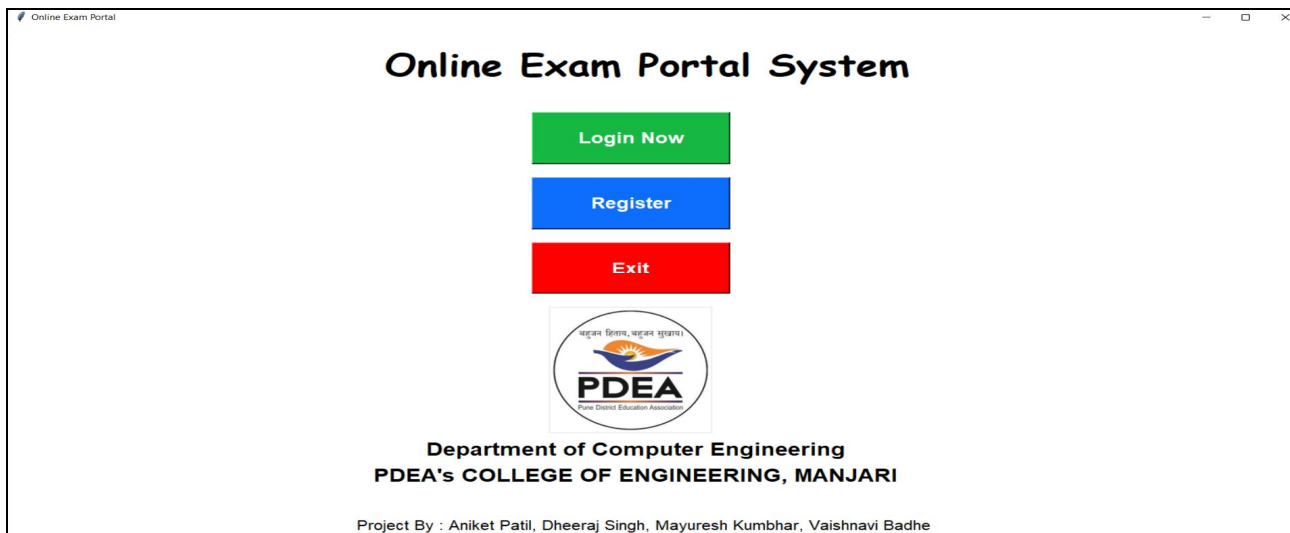 Online Exam Portal
Online Exam Portal System
Login Now
Register
Exit
बहुजन हिताय, बहुजन सुखाय।
PDEA
Pune District Education Association
Department of Computer Engineering
PDEA's COLLEGE OF ENGINEERING, MANJARI
Project By : Aniket Patil, Dheeraj Singh, Mayuresh Kumbhar, Vaishnavi Badhe